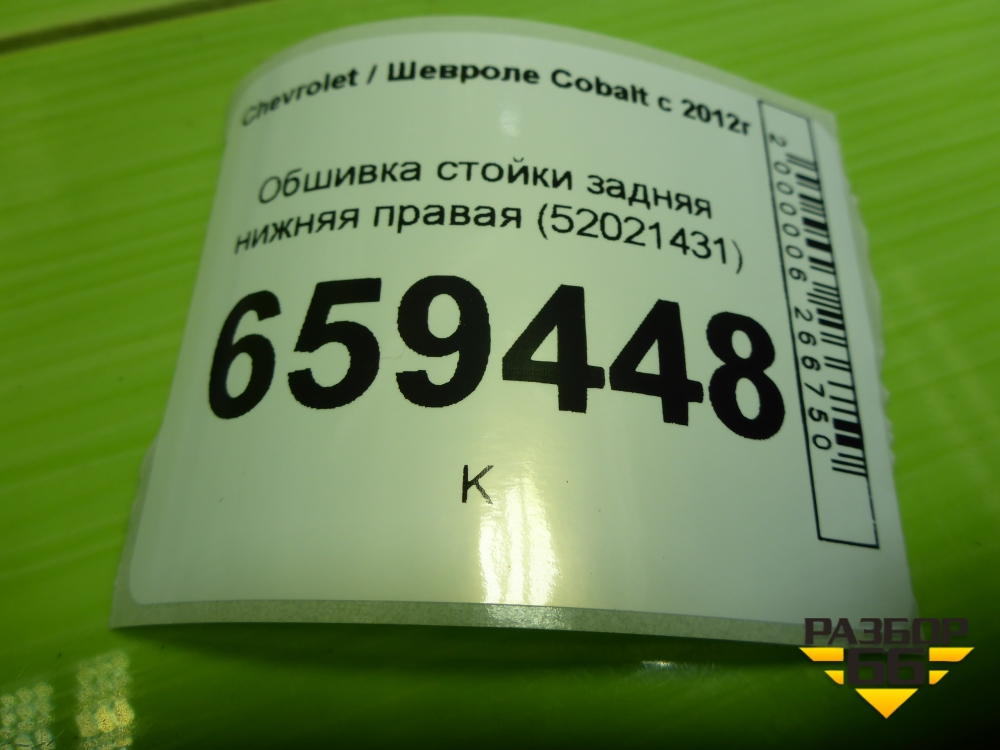 Chevrolet / Шевроле Cobalt с 2012г
Обшивка стойки задняя
нижняя правая (52021431)
659448
К
2000006266750
РАЗБОР
66